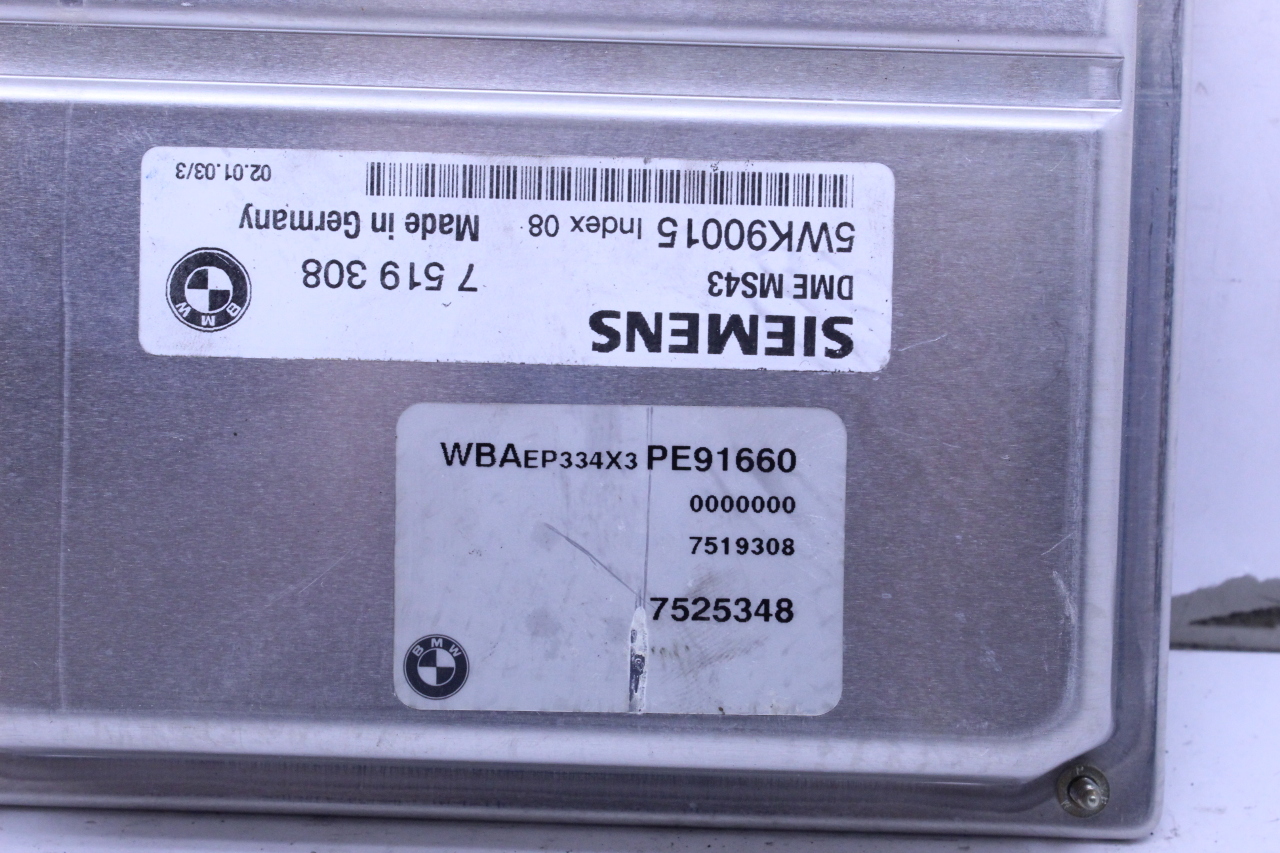 SIEMENS
DME MS43
7 519 308
5WK90015 Index 08
Made in Germany
02.01.03/3
BMW
WBAEP334X3 PE91660
0000000
7519308
7525348
BMW